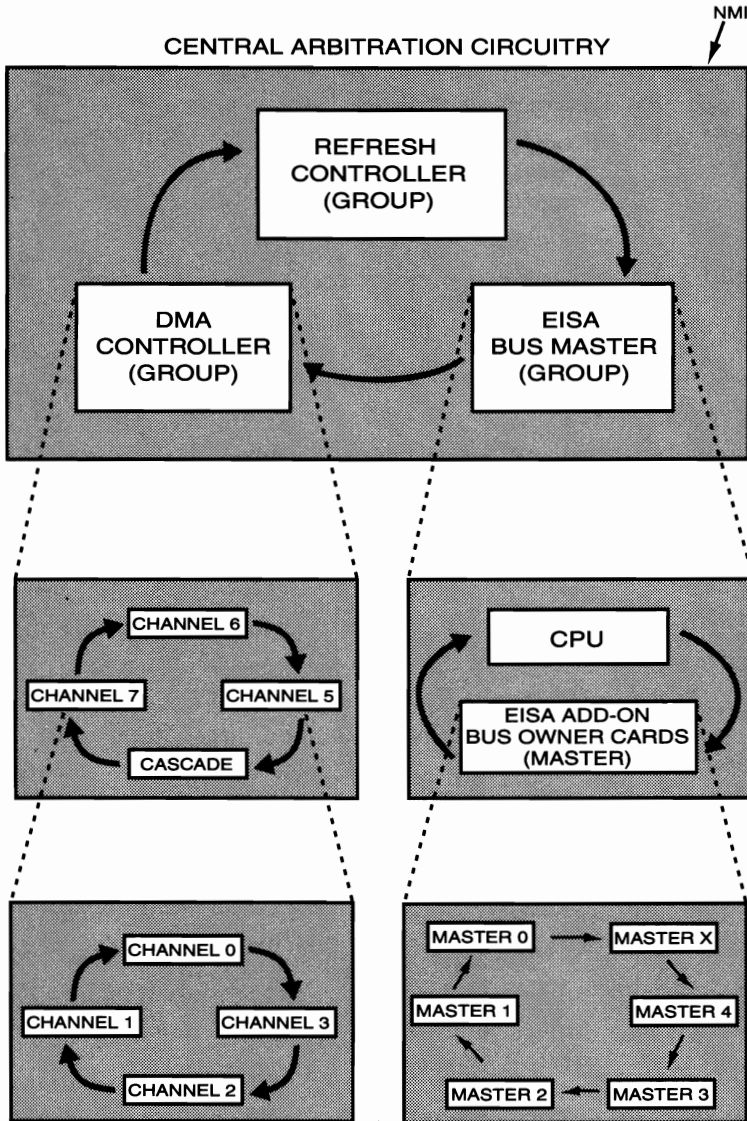 NMI
CENTRAL ARBITRATION CIRCUITRY
REFRESH
CONTROLLER
(GROUP)
DMA
CONTROLLER
(GROUP)
EISA
BUS MASTER
(GROUP)
CHANNEL 6
CHANNEL 7
CHANNEL 5
CASCADE
CPU
EISA ADD-ON
BUS OWNER CARDS
(MASTER)
CHANNEL 0
CHANNEL 1
CHANNEL 3
CHANNEL 2
MASTER 0
MASTER X
MASTER 1
MASTER 4
MASTER 2
MASTER 3